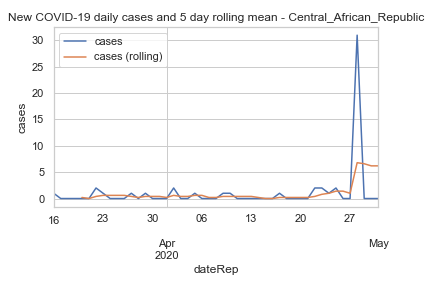 New COVID-19 daily cases and 5 day rolling mean - Central_African_Republic
cases
cases (rolling)
cases
30
25
20
15
10
5
0
16
23
30
06
13
20
27
Apr
2020
May
dateRep